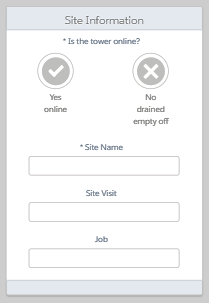 Site Information
* Is the tower online?
Yes
online
No
drained
empty off
* Site Name
Site Visit
Job